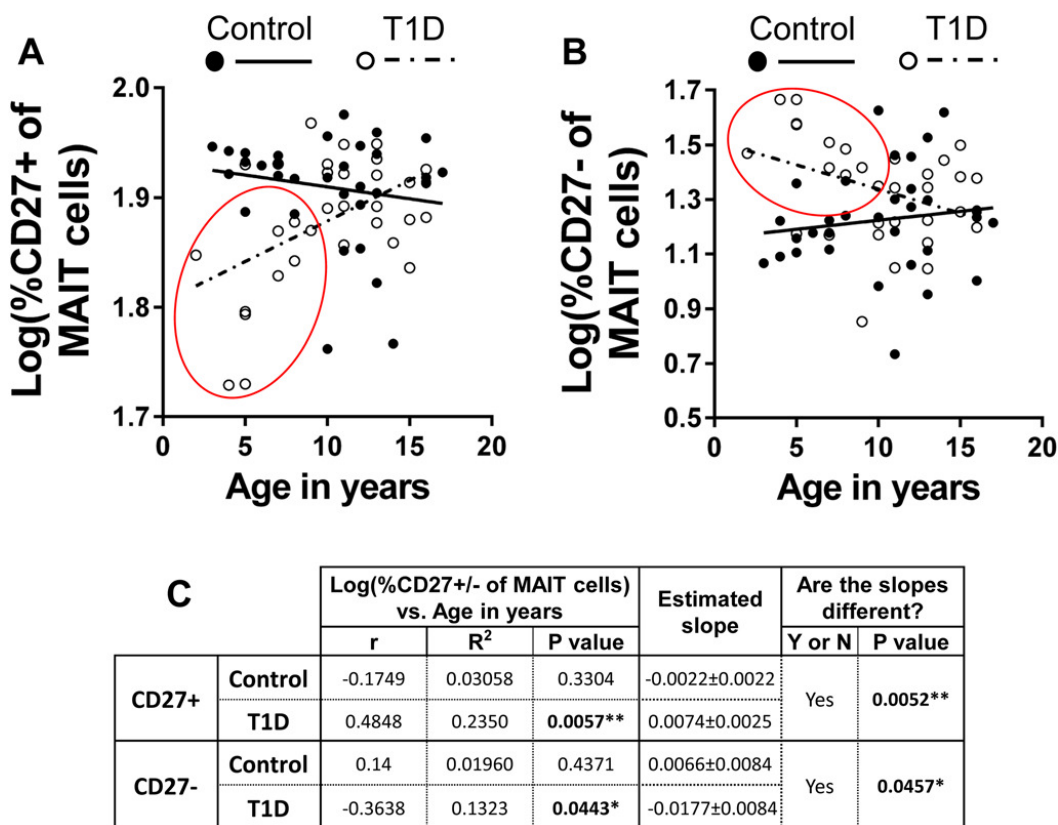 A
Control
T1D
Log(%CD27+ of
MAIT cells)
2.0
1.9
1.8
1.7
0
5
10
15
20
Age in years
B
Control
T1D
Log(%CD27- of
MAIT cells)
1.7
1.5
1.3
1.1
0.9
0.7
0.5
0
5
10
15
20
Age in years
C
Log(%CD27+/- of MAIT cells)
vs. Age in years
Estimated
slope
Are the slopes
different?
r R² P value Y or N P value
CD27+
Control -0.1749 0.03058 0.3304 -0.0022±0.0022
Yes 0.0052**
T1D 0.4848 0.2350 0.0057** 0.0074±0.0025
CD27-
Control 0.14 0.01960 0.4371 0.0066±0.0084
Yes 0.0457*
T1D -0.3638 0.1323 0.0443* -0.0177±0.0084